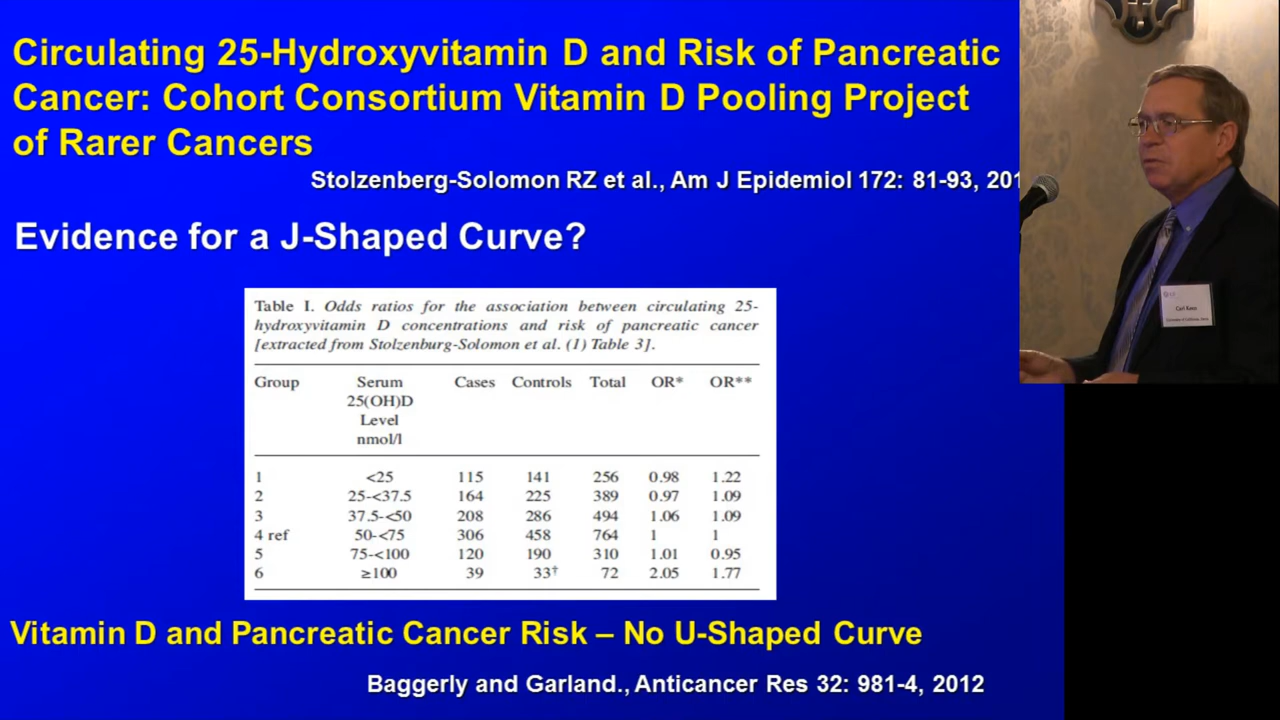 Circulating 25-Hydroxyvitamin D and Risk of Pancreatic
Cancer: Cohort Consortium Vitamin D Pooling Project
of Rarer Cancers
Stolzenberg-Solomon RZ et al., Am J Epidemiol 172: 81-93, 201
Evidence for a J-Shaped Curve?
Table I. Odds ratios for the association between circulating 25-
hydroxyvitamin D concentrations and risk of pancreatic cancer
[extracted from Stolzenburg-Solomon et al. (1) Table 3].
Group Serum Cases Controls Total OR* OR**
25(OH)D
Level
nmol/l
1 <25 115 141 256 0.98 1.22
2 25-<37.5 164 225 389 0.97 1.09
3 37.5-<50 208 286 494 1.06 1.09
4 ref 50-<75 306 458 764 1 1
5 75-<100 120 190 310 1.01 0.95
6 ≥100 39 33† 72 2.05 1.77
Vitamin D and Pancreatic Cancer Risk – No U-Shaped Curve
Baggerly and Garland., Anticancer Res 32: 981-4, 2012
Carl Keen